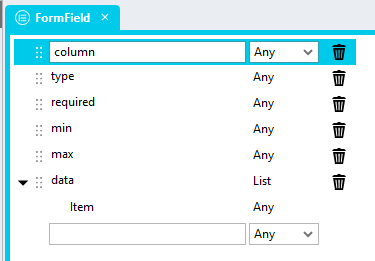 FormField ×
column Any
type Any
required Any
min Any
max Any
data List
Item Any
Any